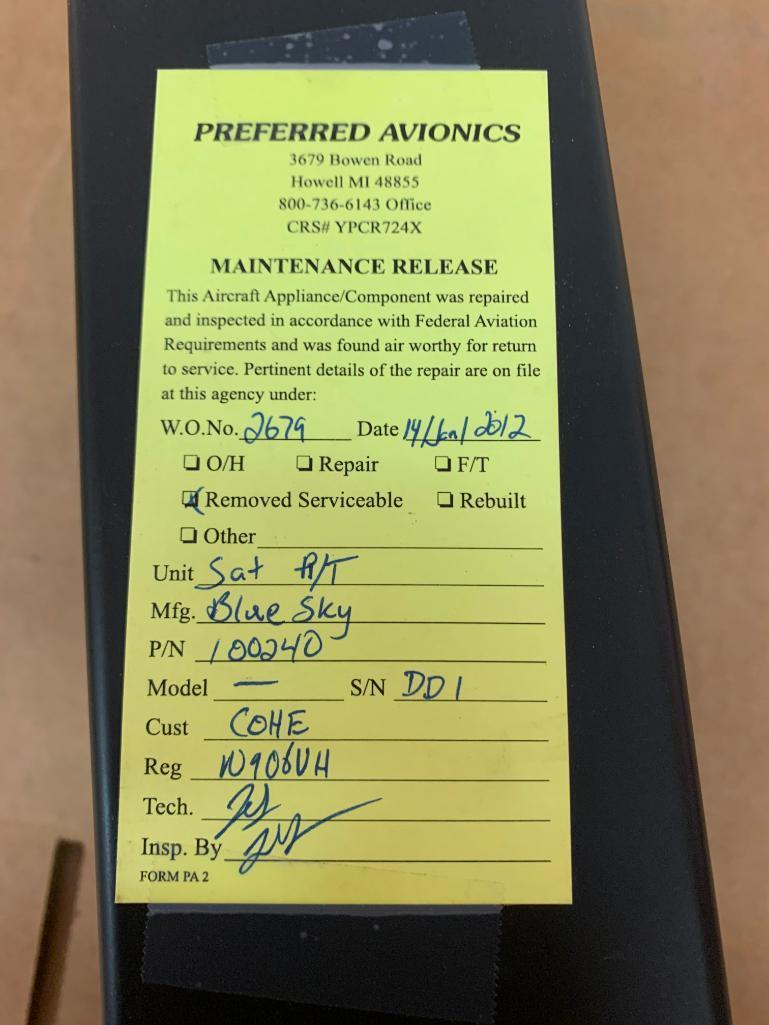 PREFERRED AVIONICS
3679 Bowen Road
Howell MI 48855
800-736-6143 Office
CRS# YPCR724X
MAINTENANCE RELEASE
This Aircraft Appliance/Component was repaired
and inspected in accordance with Federal Aviation
Requirements and was found air worthy for return
to service. Pertinent details of the repair are on file
at this agency under:
W.O.No. 2679 Date 14/Jan/2012
O/H Repair F/T
Removed Serviceable Rebuilt
Other
Unit Sat R/T
Mfg. Blue Sky
P/N 100240
Model — S/N DD1
Cust COHE
Reg N906VH
Tech.
Insp. By
FORM PA 2